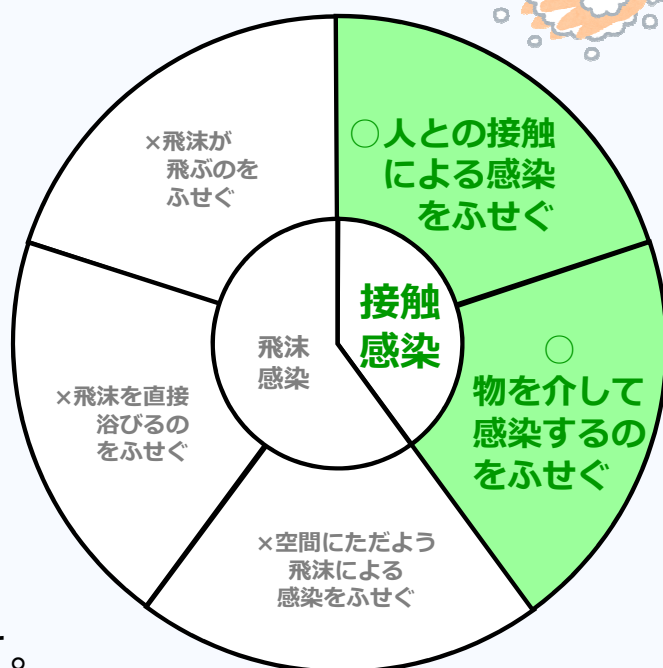 ×飛沫が
飛ぶのを
ふせぐ
○人との接触
による感染
をふせぐ
接触
感染
飛沫
感染
○
物を介して
感染するの
をふせぐ
×飛沫を直接
浴びるの
をふせぐ
×空間にただよう
飛沫による
感染をふせぐ
。